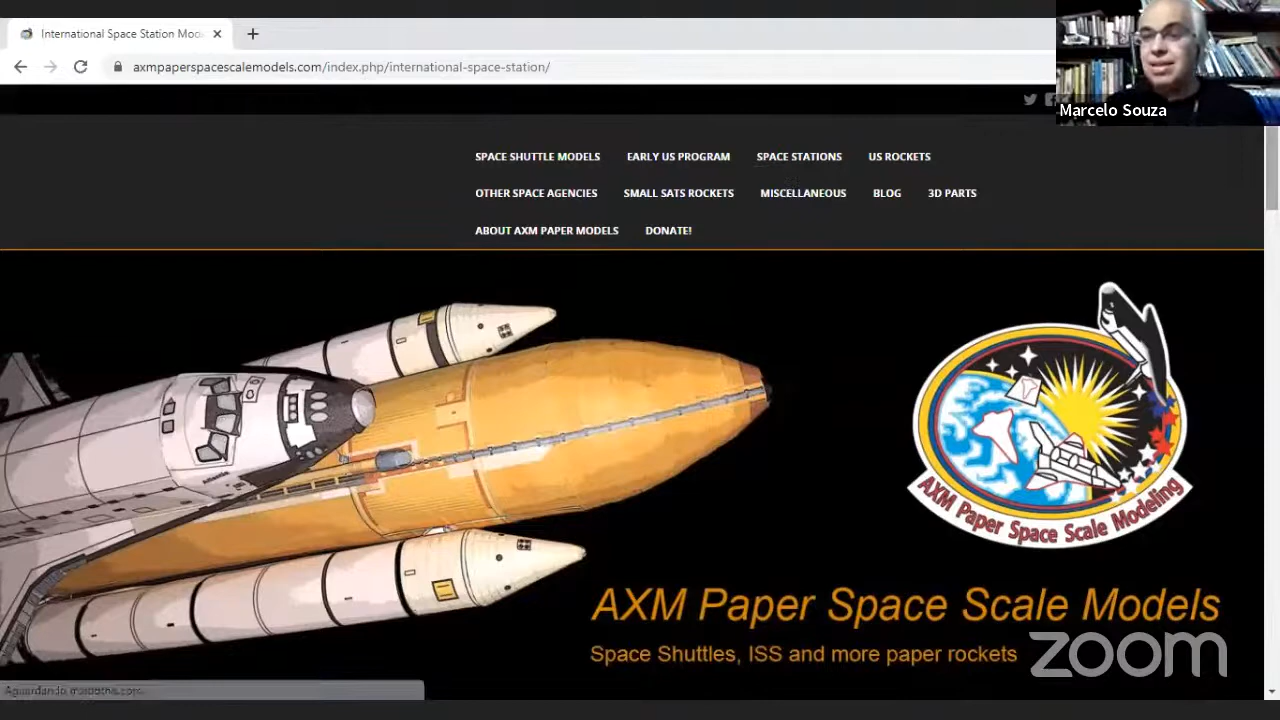 International Space Station Mod
axmpaperspacescalemodels.com/index.php/international-space-station/
Marcelo Souza
SPACE SHUTTLE MODELS EARLY US PROGRAM SPACE STATIONS US ROCKETS
OTHER SPACE AGENCIES SMALL SATS ROCKETS MISCELLANEOUS BLOG 3D PARTS
ABOUT AXM PAPER MODELS DONATE!
AXM Paper Space Scale Modeling
AXM Paper Space Scale Models
Space Shuttles, ISS and more paper rockets
zoom
Aguardando